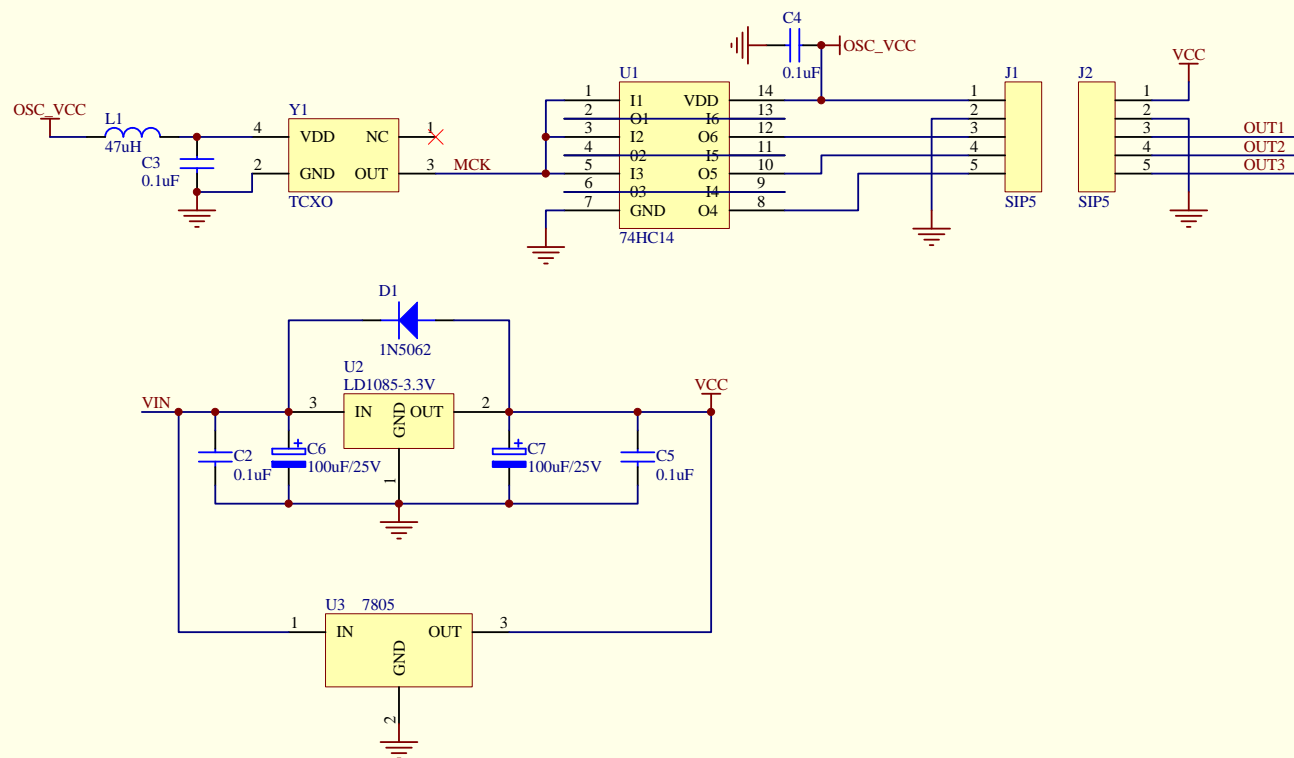 C4
OSC_VCC
0.1uF
VCC
U1
J1
J2
OSC_VCC
L1
47uH
Y1
C3
0.1uF
4 VDD NC 1
2 GND OUT 3 MCK
TCXO
1 I1 VDD 14
2 O1 I6 13
3 I2 O6 12
4 02 I5 11
5 I3 O5 10
6 03 I4 9
7 GND O4 8
74HC14
1
2
3
4
5
SIP5
1
2
3 OUT1
4 OUT2
5 OUT3
SIP5
D1
1N5062
U2
LD1085-3.3V
VIN
3 IN GND OUT 2
VCC
1
C2
0.1uF
+
C6
100uF/25V
+
C7
100uF/25V
C5
0.1uF
U3 7805
1 IN GND OUT 3
2